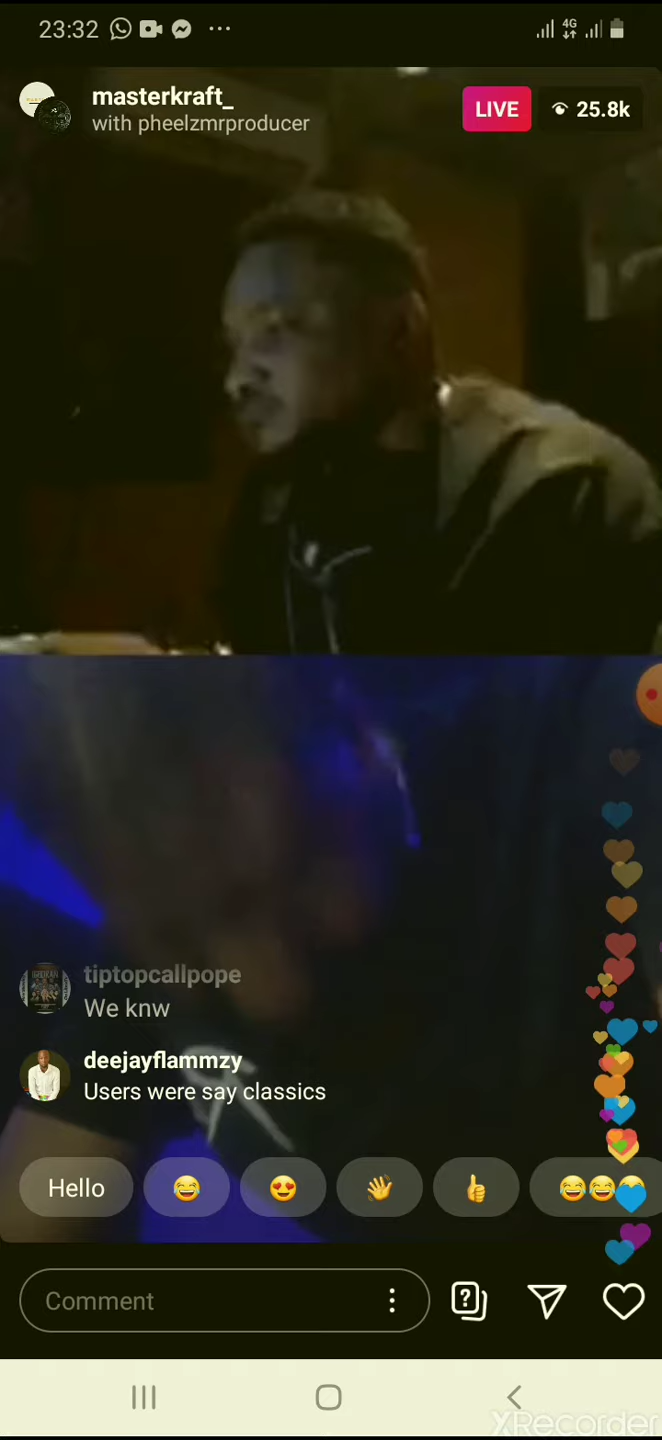 23:32
4G
masterkraft_
with pheelzmrproducer
LIVE
25.8k
tiptopcallpope
We knw
deejayflammzy
Users were say classics
Hello
Comment
XRecorder